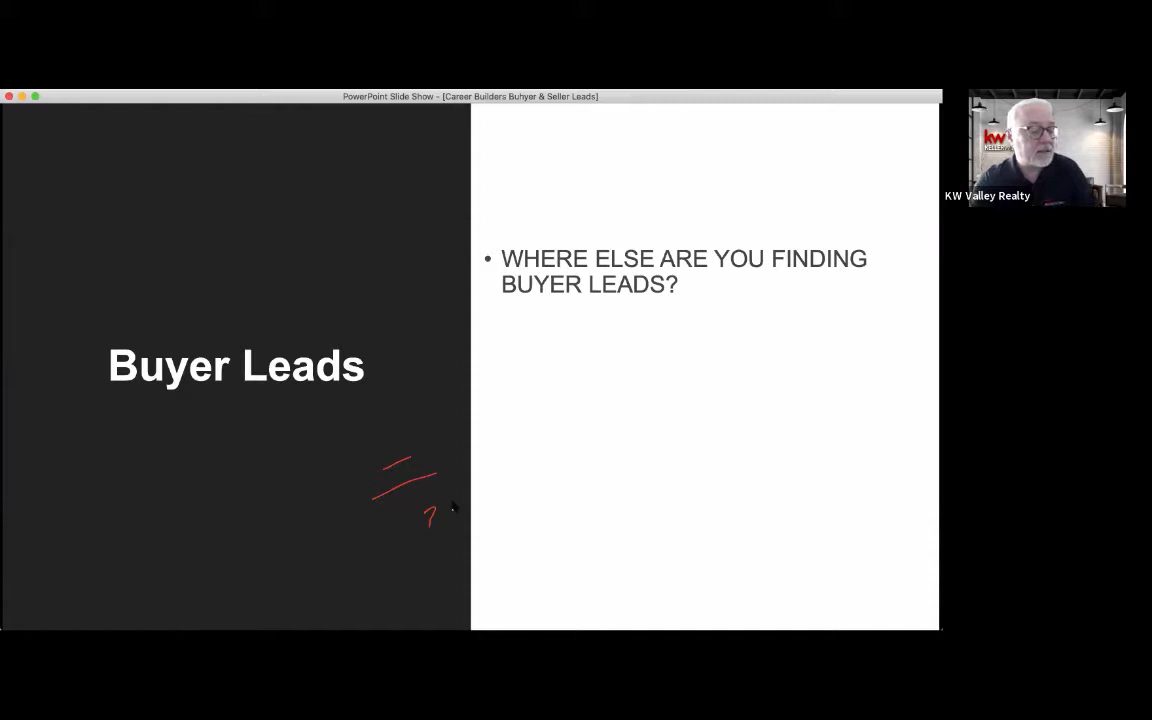 PowerPoint Slide Show - [Career Builders Buhyer & Seller Leads]
• WHERE ELSE ARE YOU FINDING
BUYER LEADS?
Buyer Leads
?
kw
KW Valley Realty